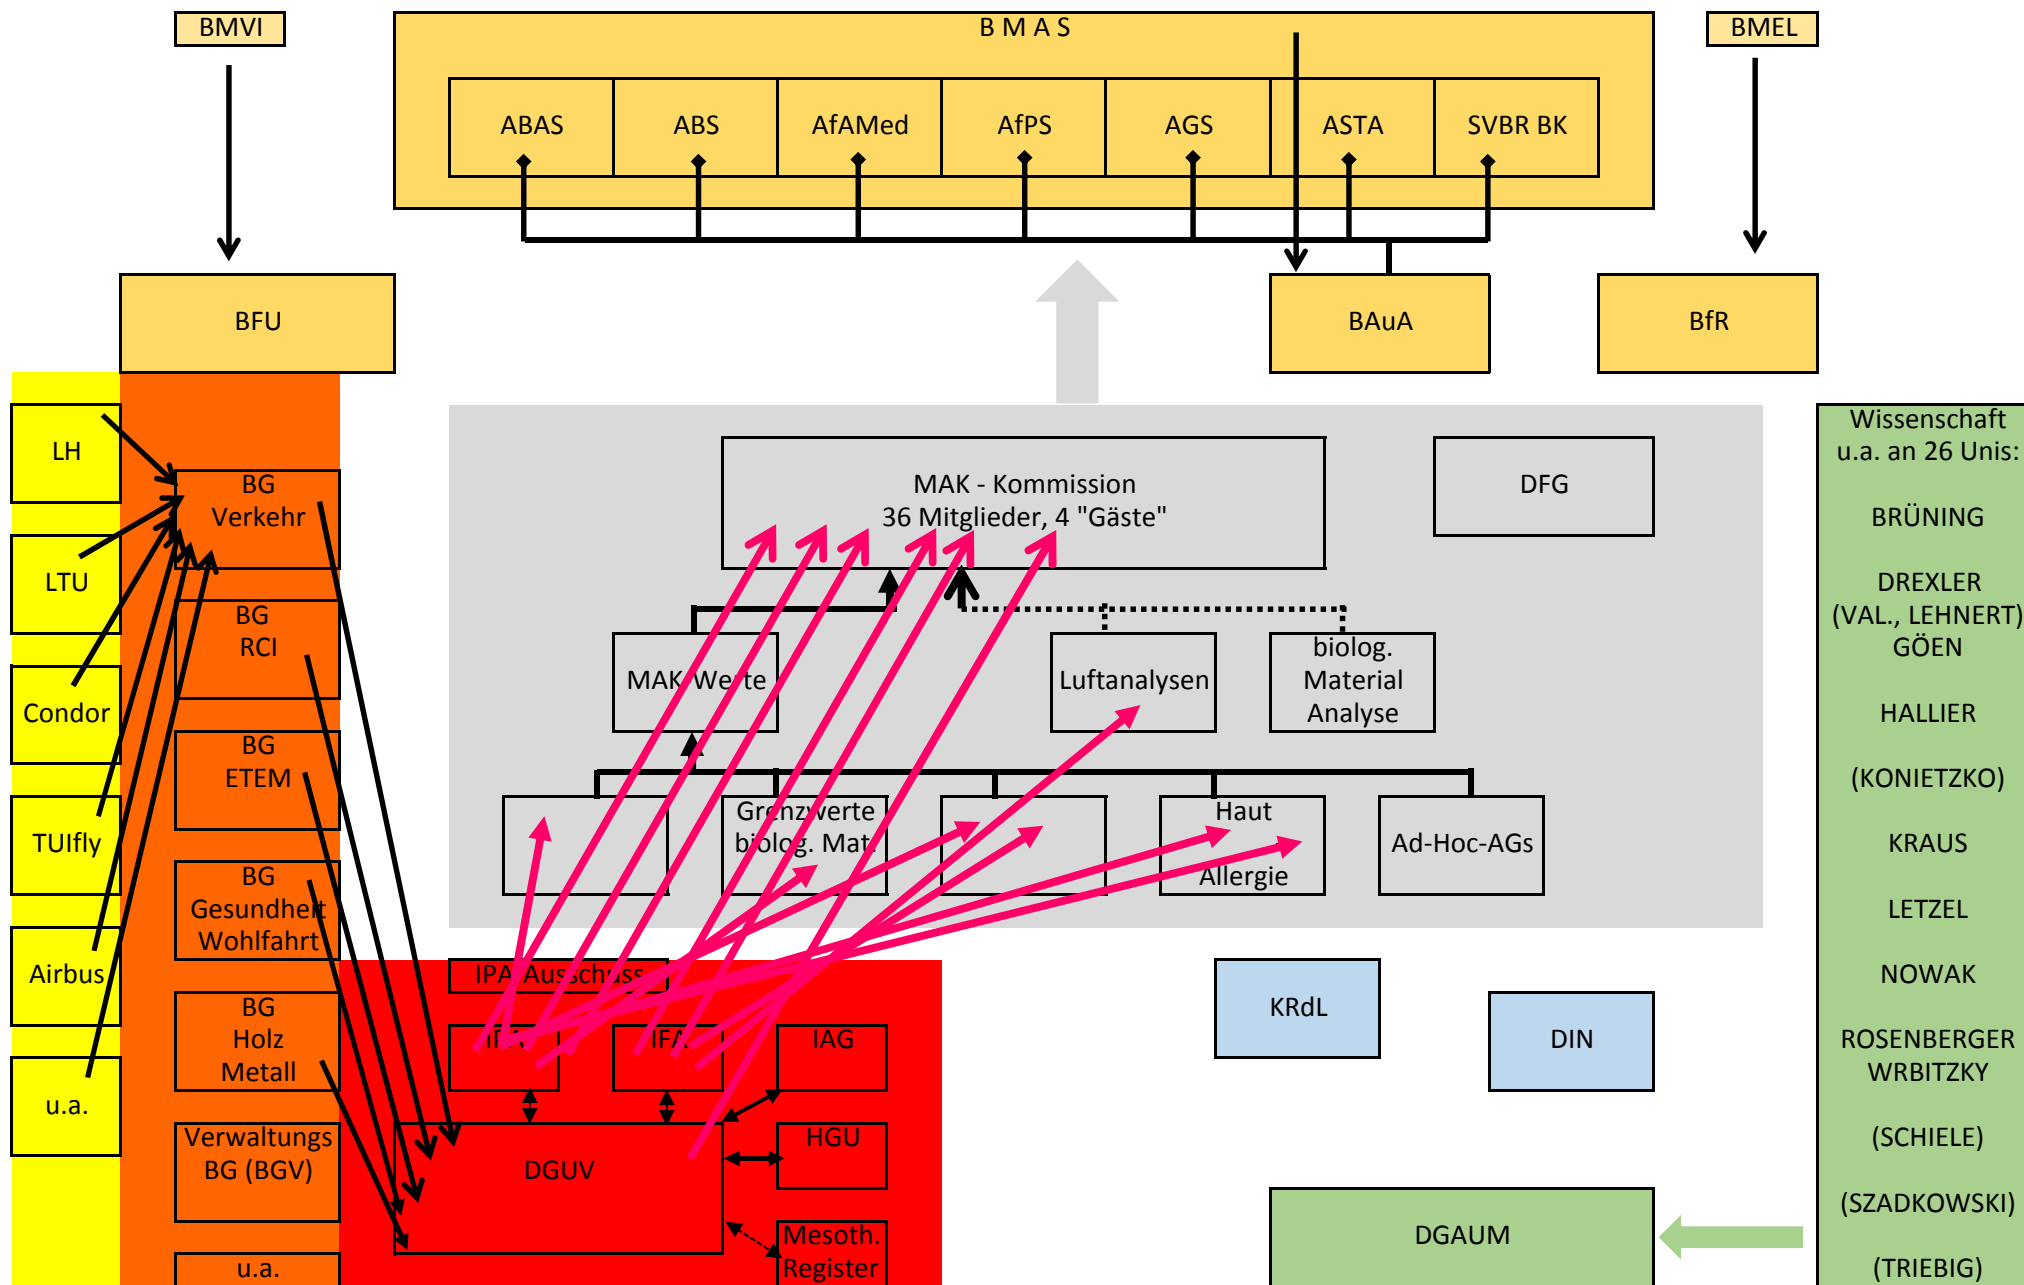 BMVI
B M A S
BMEL
ABAS
ABS
AfAMed
AfPS
AGS
ASTA
SVBR BK
BFU
BAuA
BfR
LH
LTU
Condor
TUIfly
Airbus
u.a.
BG
Verkehr
BG
RCI
BG
ETEM
BG
Gesundheit
Wohlfahrt
BG
Holz
Metall
Verwaltungs
BG (BGV)
u.a.
MAK - Kommission
36 Mitglieder, 4 "Gäste"
DFG
MAK-Werte
Luftanalysen
biolog.
Material
Analyse
Grenzwerte
biolog. Mat.
Haut
Allergie
Ad-Hoc-AGs
IPA Ausschuss
IFA
IAG
DGUV
HGU
Mesoth.
Register
KRdL
DIN
DGAUM
Wissenschaft
u.a. an 26 Unis:
BRÜNING
DREXLER
(VAL., LEHNERT)
GÖEN
HALLIER
(KONIETZKO)
KRAUS
LETZEL
NOWAK
ROSENBERGER
WRBITZKY
(SCHIELE)
(SZADKOWSKI)
(TRIEBIG)